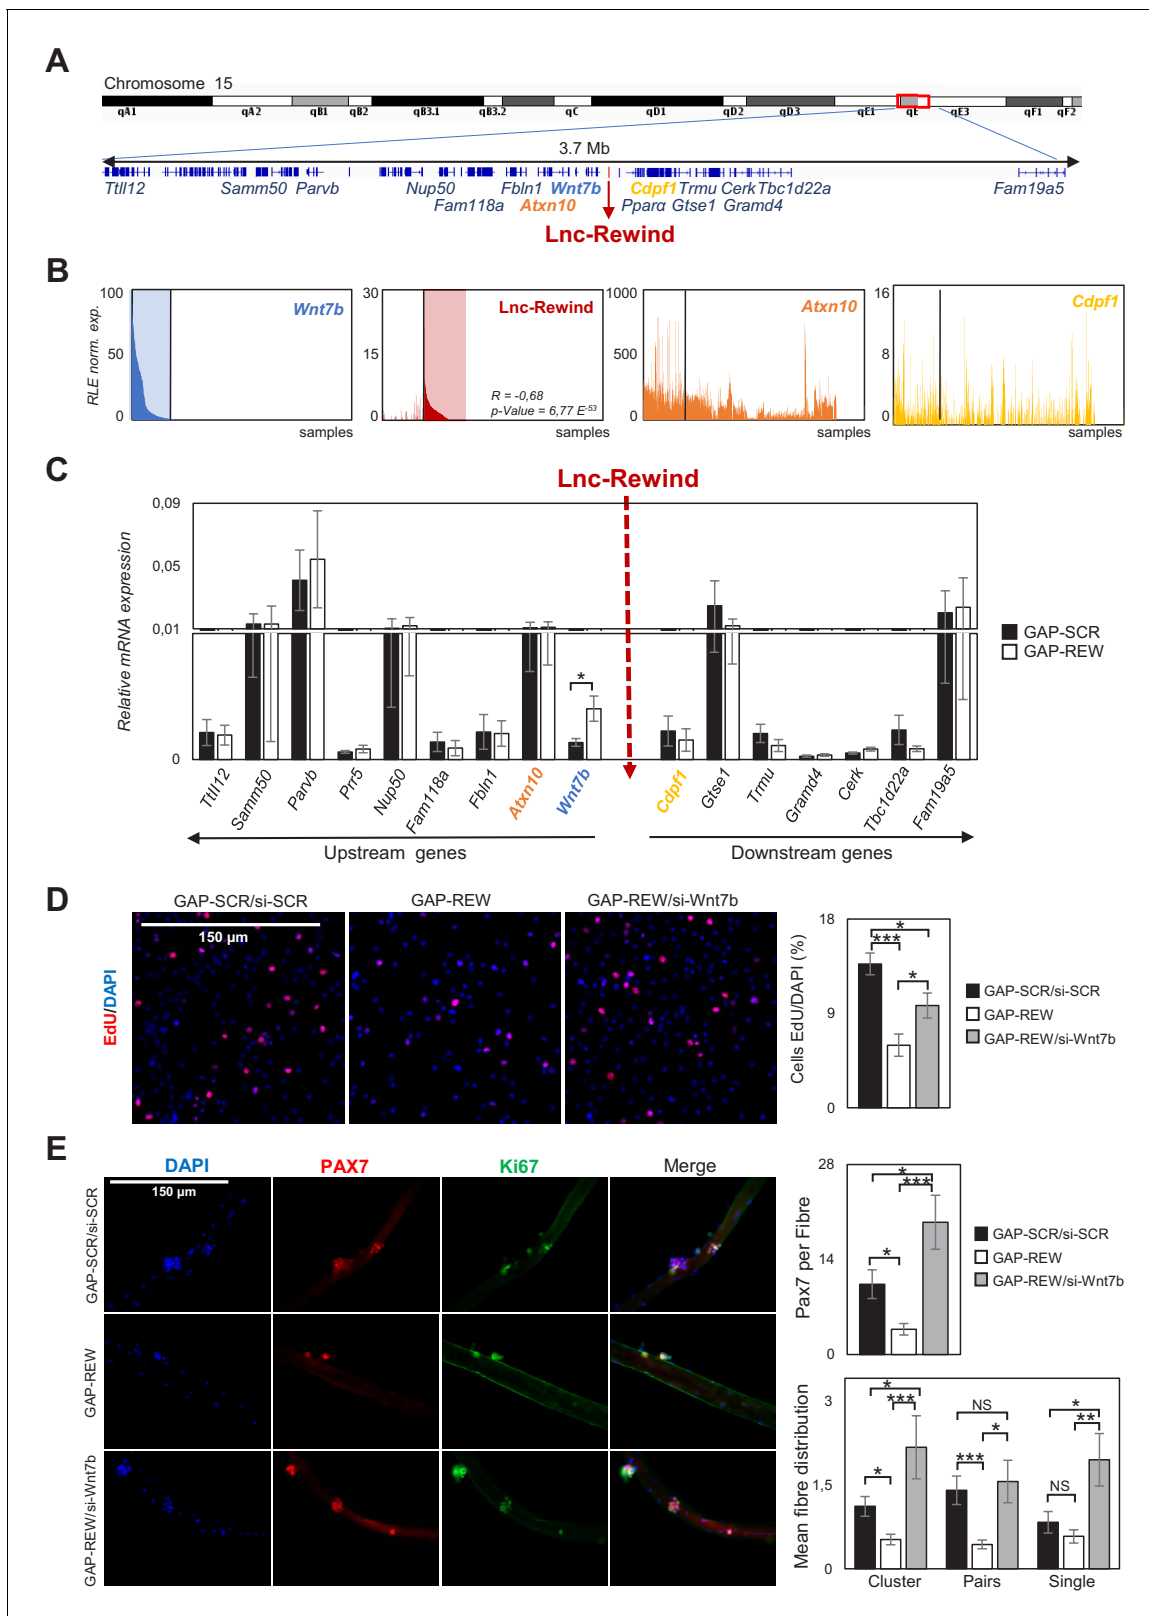 A
Chromosome 15
qA1 qA2 qB1 qB2 qB3.1 qB3.2 qC qD1 qD2 qD3 qE1 qE qE3 qF1 qF2
3.7 Mb
Ttll12 Samm50 Parvb Nup50 Fbln1 Wnt7b Cdpf1 Trmu Cerk Tbc1d22a Fam19a5
Fam118a Atxn10 Pparα Gtse1 Gramd4
Lnc-Rewind
B
RLE norm. exp.
100
50
0
Wnt7b
samples
30
15
0
Lnc-Rewind
R = -0,68
p-Value = 6,77 E-53
samples
1000
500
0
Atxn10
samples
16
8
0
Cdpf1
samples
C
Lnc-Rewind
Relative mRNA expression
0,09
0,05
0,01
0
*
GAP-SCR
GAP-REW
Ttll12 Samm50 Parvb Prr5 Nup50 Fam118a Fbln1 Atxn10 Wnt7b Cdpf1 Gtse1 Trmu Gramd4 Cerk Tbc1d22a Fam19a5
Upstream genes Downstream genes
D
GAP-SCR/si-SCR GAP-REW GAP-REW/si-Wnt7b
150 µm
EdU/DAPI
Cells EdU/DAPI (%)
18
9
0
*
***
*
GAP-SCR/si-SCR
GAP-REW
GAP-REW/si-Wnt7b
E
DAPI PAX7 Ki67 Merge
150 µm
GAP-SCR/si-SCR
GAP-REW
GAP-REW/si-Wnt7b
Pax7 per Fibre
28
14
0
*
***
*
GAP-SCR/si-SCR
GAP-REW
GAP-REW/si-Wnt7b
Mean fibre distribution
3
1,5
0
*
***
*
NS
*
***
*
**
NS
Cluster Pairs Single